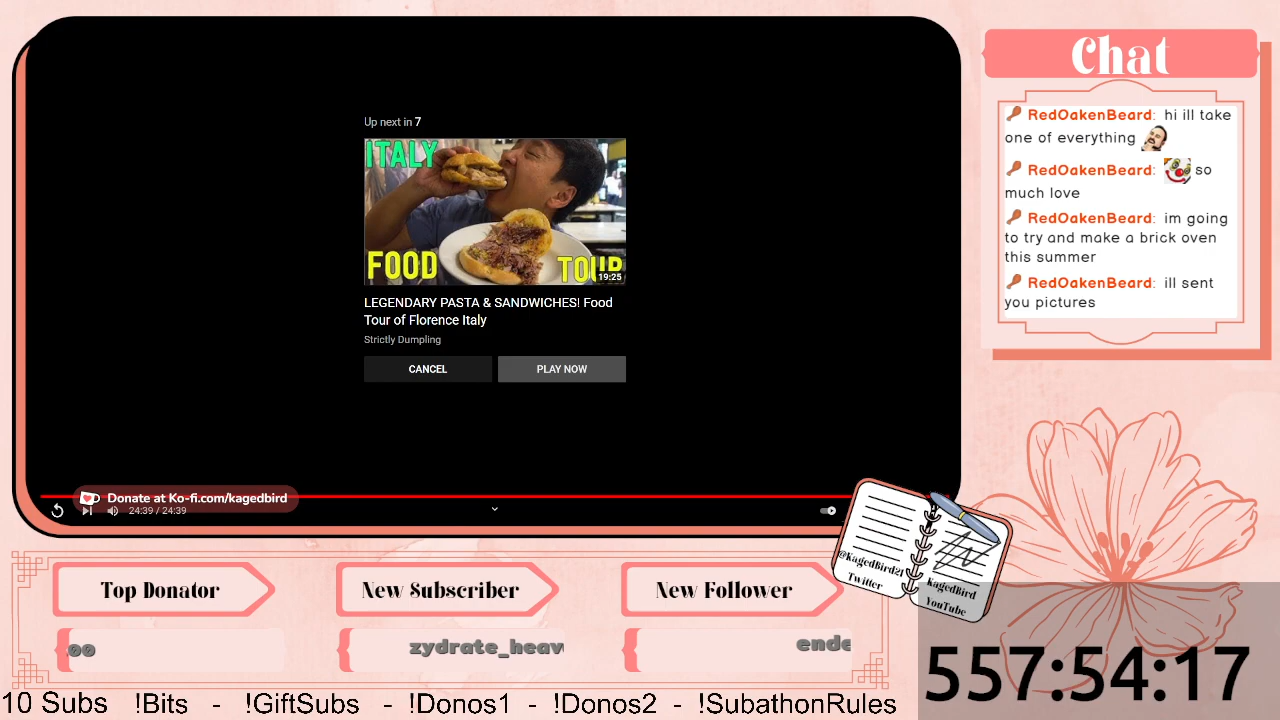 Up next in 7
ITALY
FOOD
TOUR
19:25
LEGENDARY PASTA & SANDWICHES! Food
Tour of Florence Italy
Strictly Dumpling
CANCEL
PLAY NOW
Donate at Ko-fi.com/kagedbird
24:39 / 24:39
Chat
RedOakenBeard: hi ill take
one of everything
RedOakenBeard: so
much love
RedOakenBeard: im going
to try and make a brick oven
this summer
RedOakenBeard: ill sent
you pictures
@KagedBird21
Twitter
KagedBird
YouTube
Top Donator
New Subscriber
New Follower
zydrate_heav
ende
557:54:17
10 Subs !Bits - !GiftSubs - !Donos1 - !Donos2 - !SubathonRules